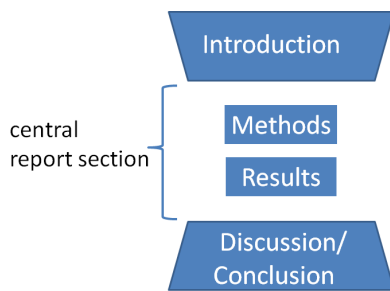 Introduction
central
report section
Methods
Results
Discussion/
Conclusion